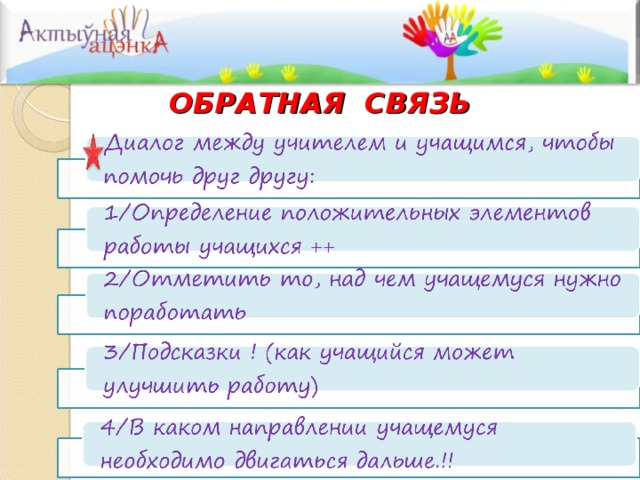 Актыўная
ацэнкА
АА
ОБРАТНАЯ СВЯЗЬ
Диалог между учителем и учащимся, чтобы
помочь друг другу:
1/Определение положительных элементов
работы учащихся ++
2/Отметить то, над чем учащемуся нужно
поработать
3/Подсказки ! (как учащийся может
улучшить работу)
4/В каком направлении учащемуся
необходимо двигаться дальше.!!